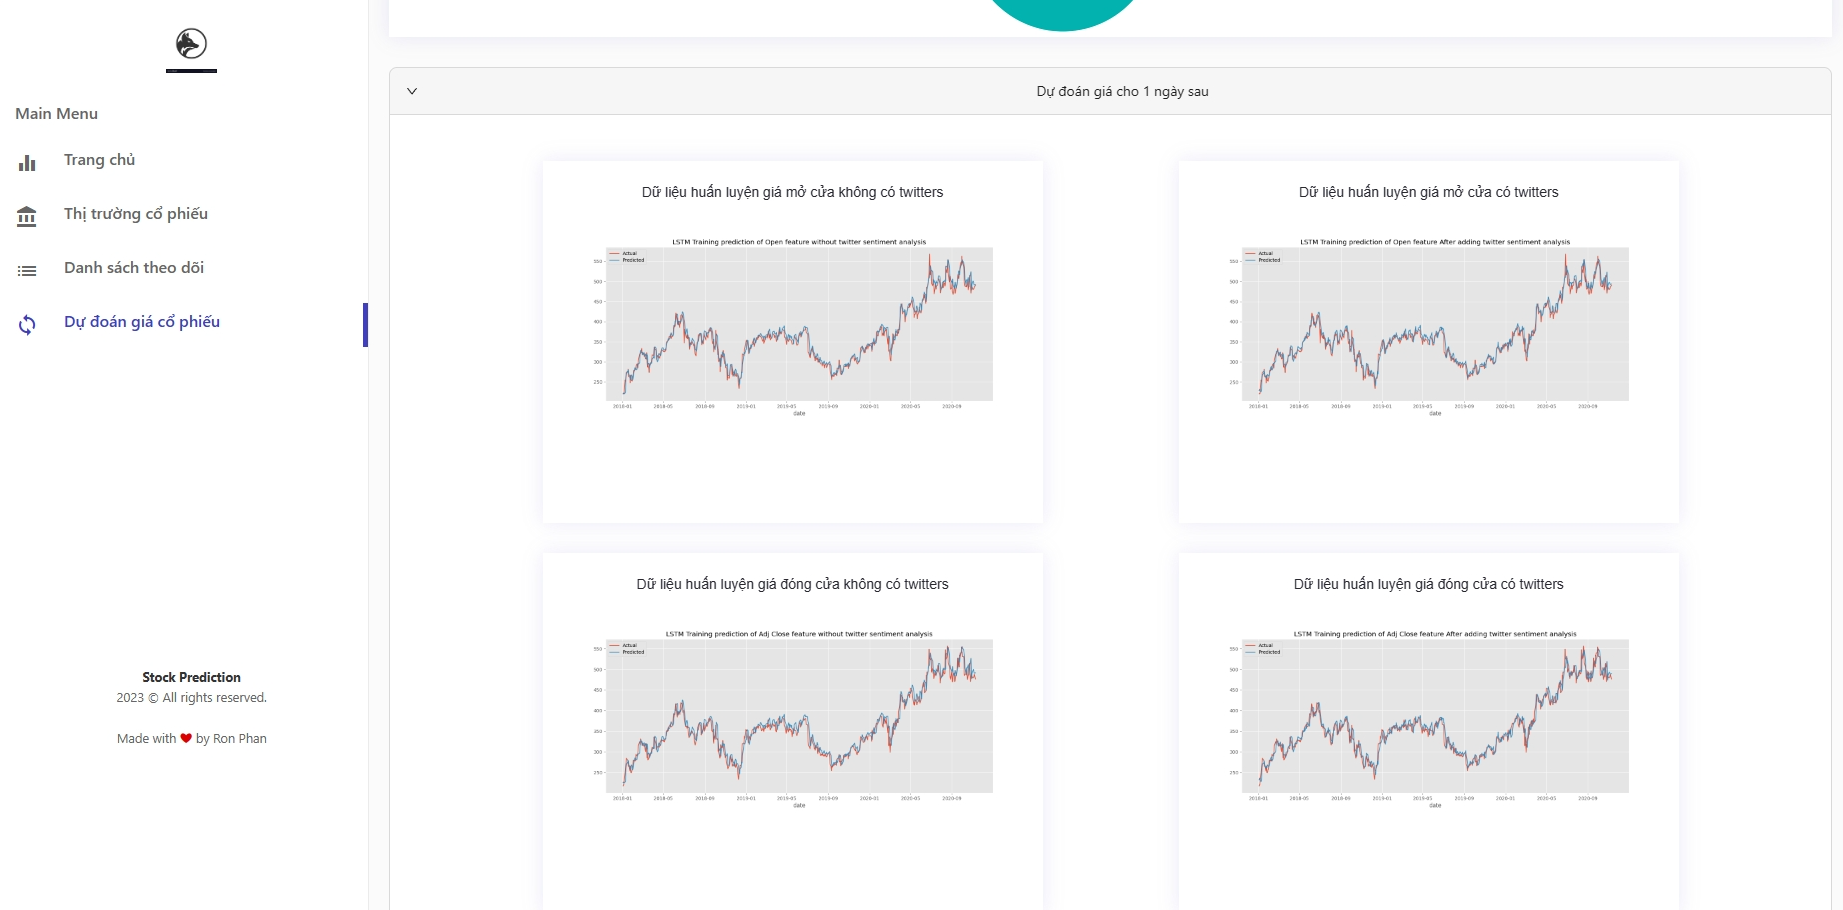 Main Menu
Trang chủ
Thị trường cổ phiếu
Danh sách theo dõi
Dự đoán giá cổ phiếu
Stock Prediction
2023 © All rights reserved.
Made with ❤ by Ron Phan
Dự đoán giá cho 1 ngày sau
Dữ liệu huấn luyện giá mở cửa không có twitters
LSTM Training prediction of Open feature without twitter sentiment analysis
Actual
Predicted
550
500
450
400
350
300
250
2018-01 2018-05 2018-09 2019-01 2019-05 2019-09 2020-01 2020-05 2020-09
date
Dữ liệu huấn luyện giá mở cửa có twitters
LSTM Training prediction of Open feature After adding twitter sentiment analysis
Actual
Predicted
550
500
450
400
350
300
250
2018-01 2018-05 2018-09 2019-01 2019-05 2019-09 2020-01 2020-05 2020-09
date
Dữ liệu huấn luyện giá đóng cửa không có twitters
LSTM Training prediction of Adj Close feature without twitter sentiment analysis
Actual
Predicted
550
500
450
400
350
300
250
2018-01 2018-05 2018-09 2019-01 2019-05 2019-09 2020-01 2020-05 2020-09
date
Dữ liệu huấn luyện giá đóng cửa có twitters
LSTM Training prediction of Adj Close feature After adding twitter sentiment analysis
Actual
Predicted
550
500
450
400
350
300
250
2018-01 2018-05 2018-09 2019-01 2019-05 2019-09 2020-01 2020-05 2020-09
date